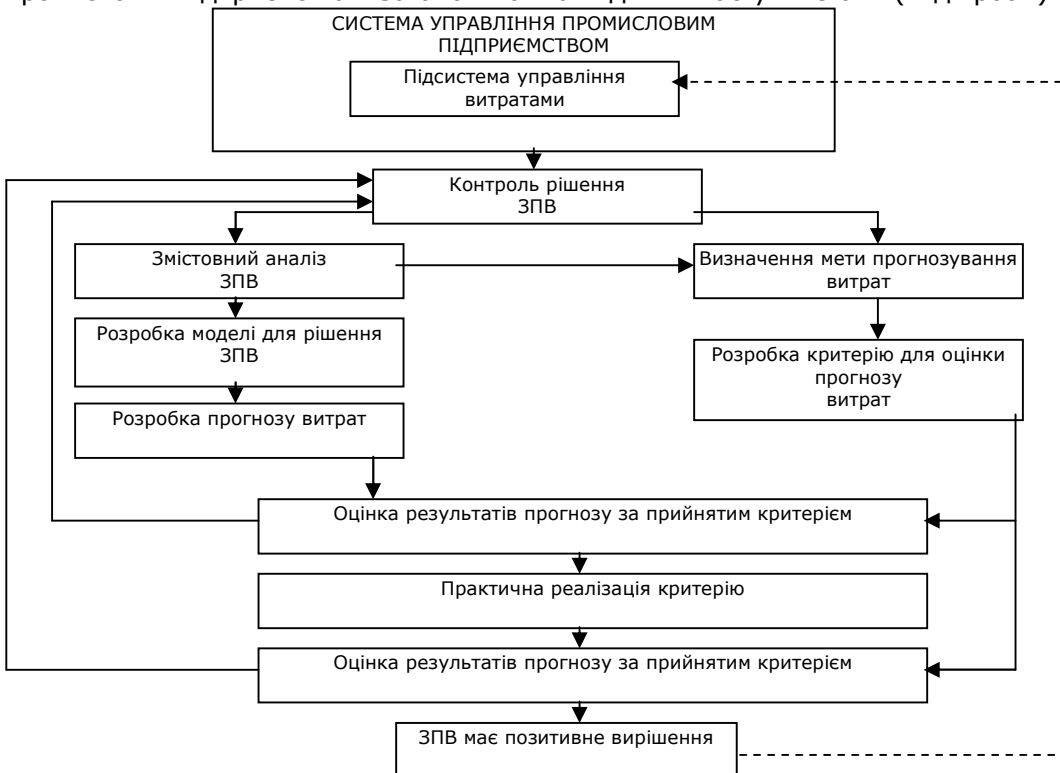 СИСТЕМА УПРАВЛІННЯ ПРОМИСЛОВИМ
ПІДПРИЄМСТВОМ
Підсистема управління
витратами
Контроль рішення
ЗПВ
Змістовний аналіз
ЗПВ
Визначення мети прогнозування
витрат
Розробка моделі для рішення
ЗПВ
Розробка критерію для оцінки
прогнозу
витрат
Розробка прогнозу витрат
Оцінка результатів прогнозу за прийнятим критерієм
Практична реалізація критерію
Оцінка результатів прогнозу за прийнятим критерієм
ЗПВ має позитивне вирішення